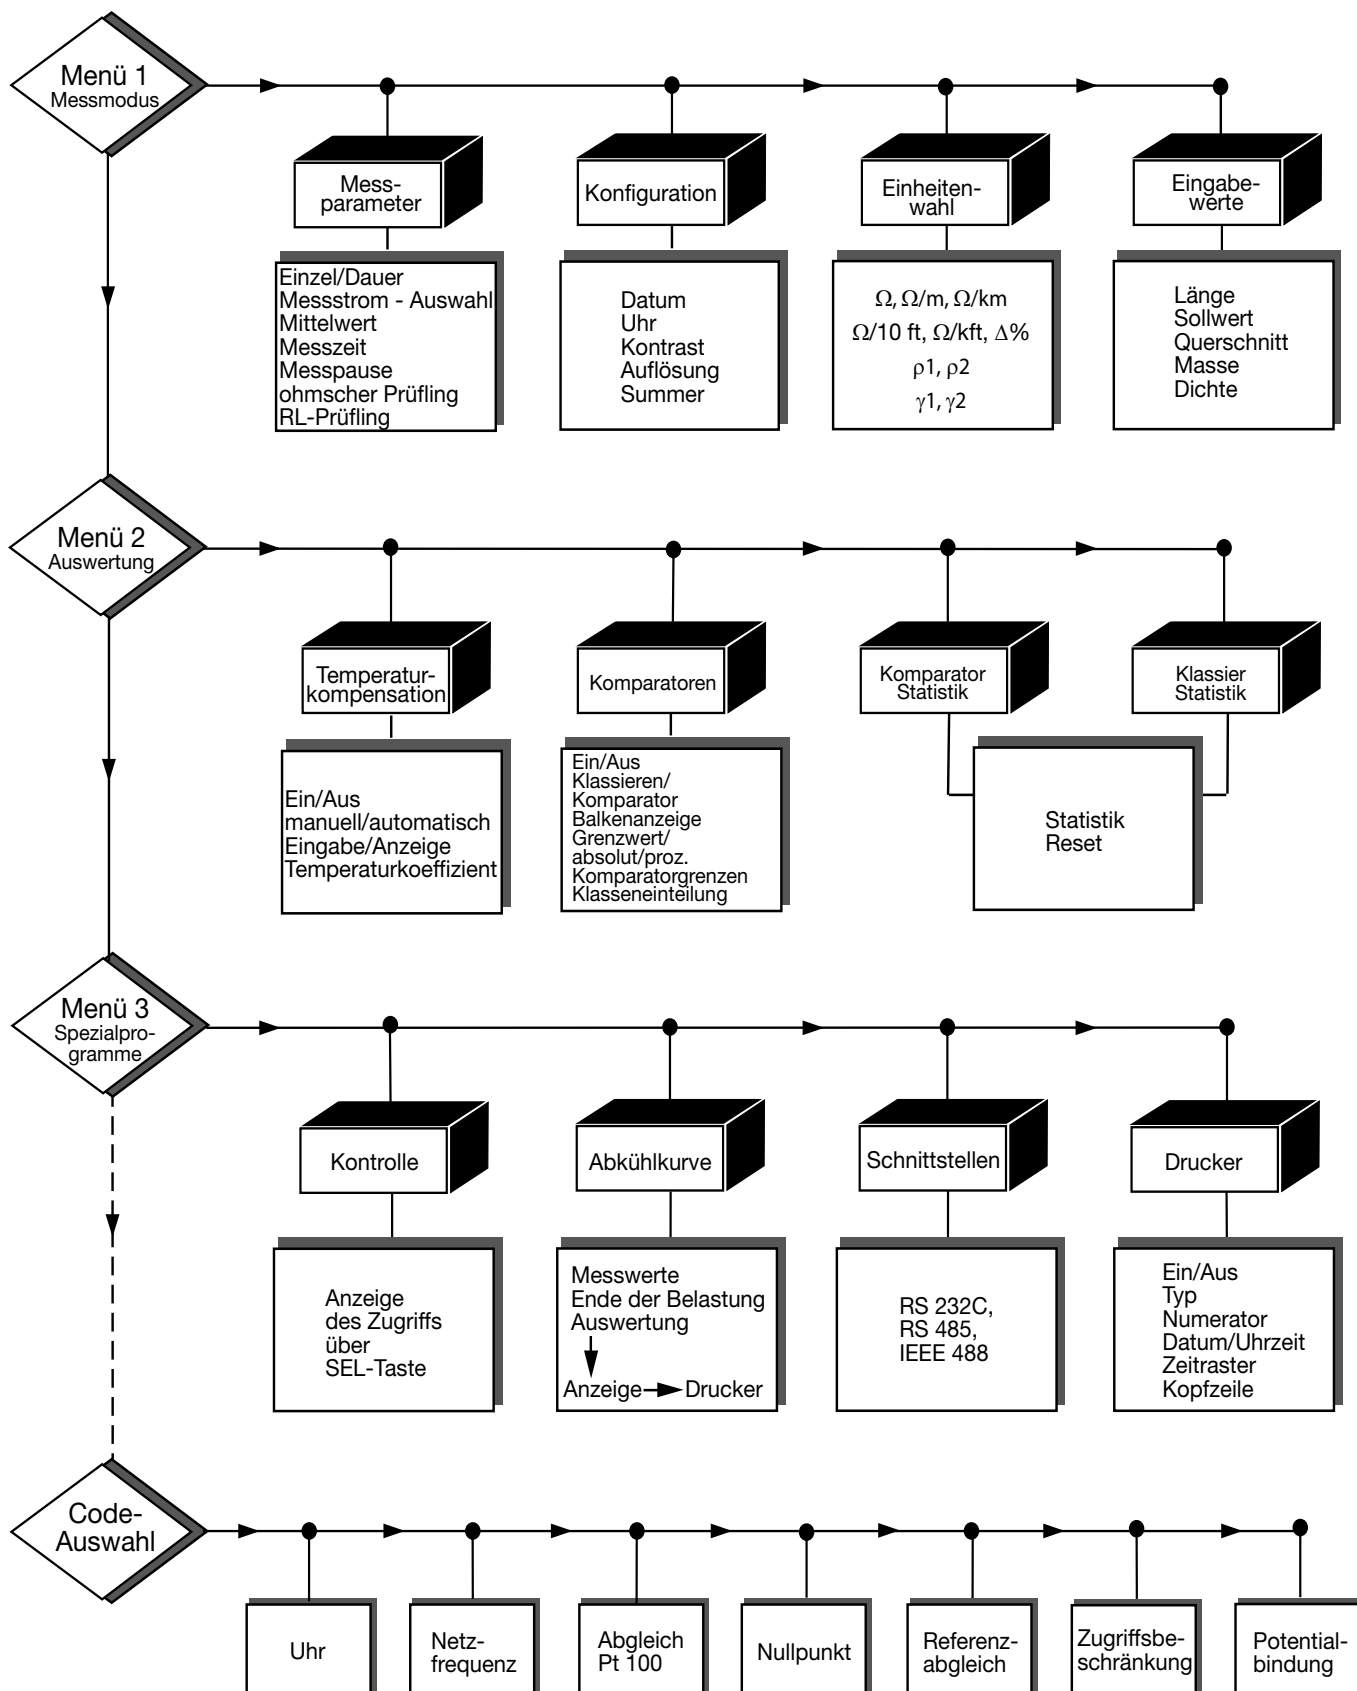 Menü 1
Messmodus
Mess-
parameter
Konfiguration
Einheiten-
wahl
Eingabe-
werte
Einzel/Dauer
Messstrom - Auswahl
Mittelwert
Messzeit
Messpause
ohmscher Prüfling
RL-Prüfling
Datum
Uhr
Kontrast
Auflösung
Summer
Ω, Ω/m, Ω/km
Ω/10 ft, Ω/kft, Δ%
ρ1, ρ2
γ1, γ2
Länge
Sollwert
Querschnitt
Masse
Dichte
Menü 2
Auswertung
Temperatur-
kompensation
Komparatoren
Komparator
Statistik
Klassier
Statistik
Ein/Aus
manuell/automatisch
Eingabe/Anzeige
Temperaturkoeffizient
Ein/Aus
Klassieren/
Komparator
Balkenanzeige
Grenzwert/
absolut/proz.
Komparatorgrenzen
Klasseneinteilung
Statistik
Reset
Menü 3
Spezialpro-
gramme
Kontrolle
Abkühlkurve
Schnittstellen
Drucker
Anzeige
des Zugriffs
über
SEL-Taste
Messwerte
Ende der Belastung
Auswertung
Anzeige Drucker
RS 232C,
RS 485,
IEEE 488
Ein/Aus
Typ
Numerator
Datum/Uhrzeit
Zeitraster
Kopfzeile
Code-
Auswahl
Uhr
Netz-
frequenz
Abgleich
Pt 100
Nullpunkt
Referenz-
abgleich
Zugriffsbe-
schränkung
Potential-
bindung